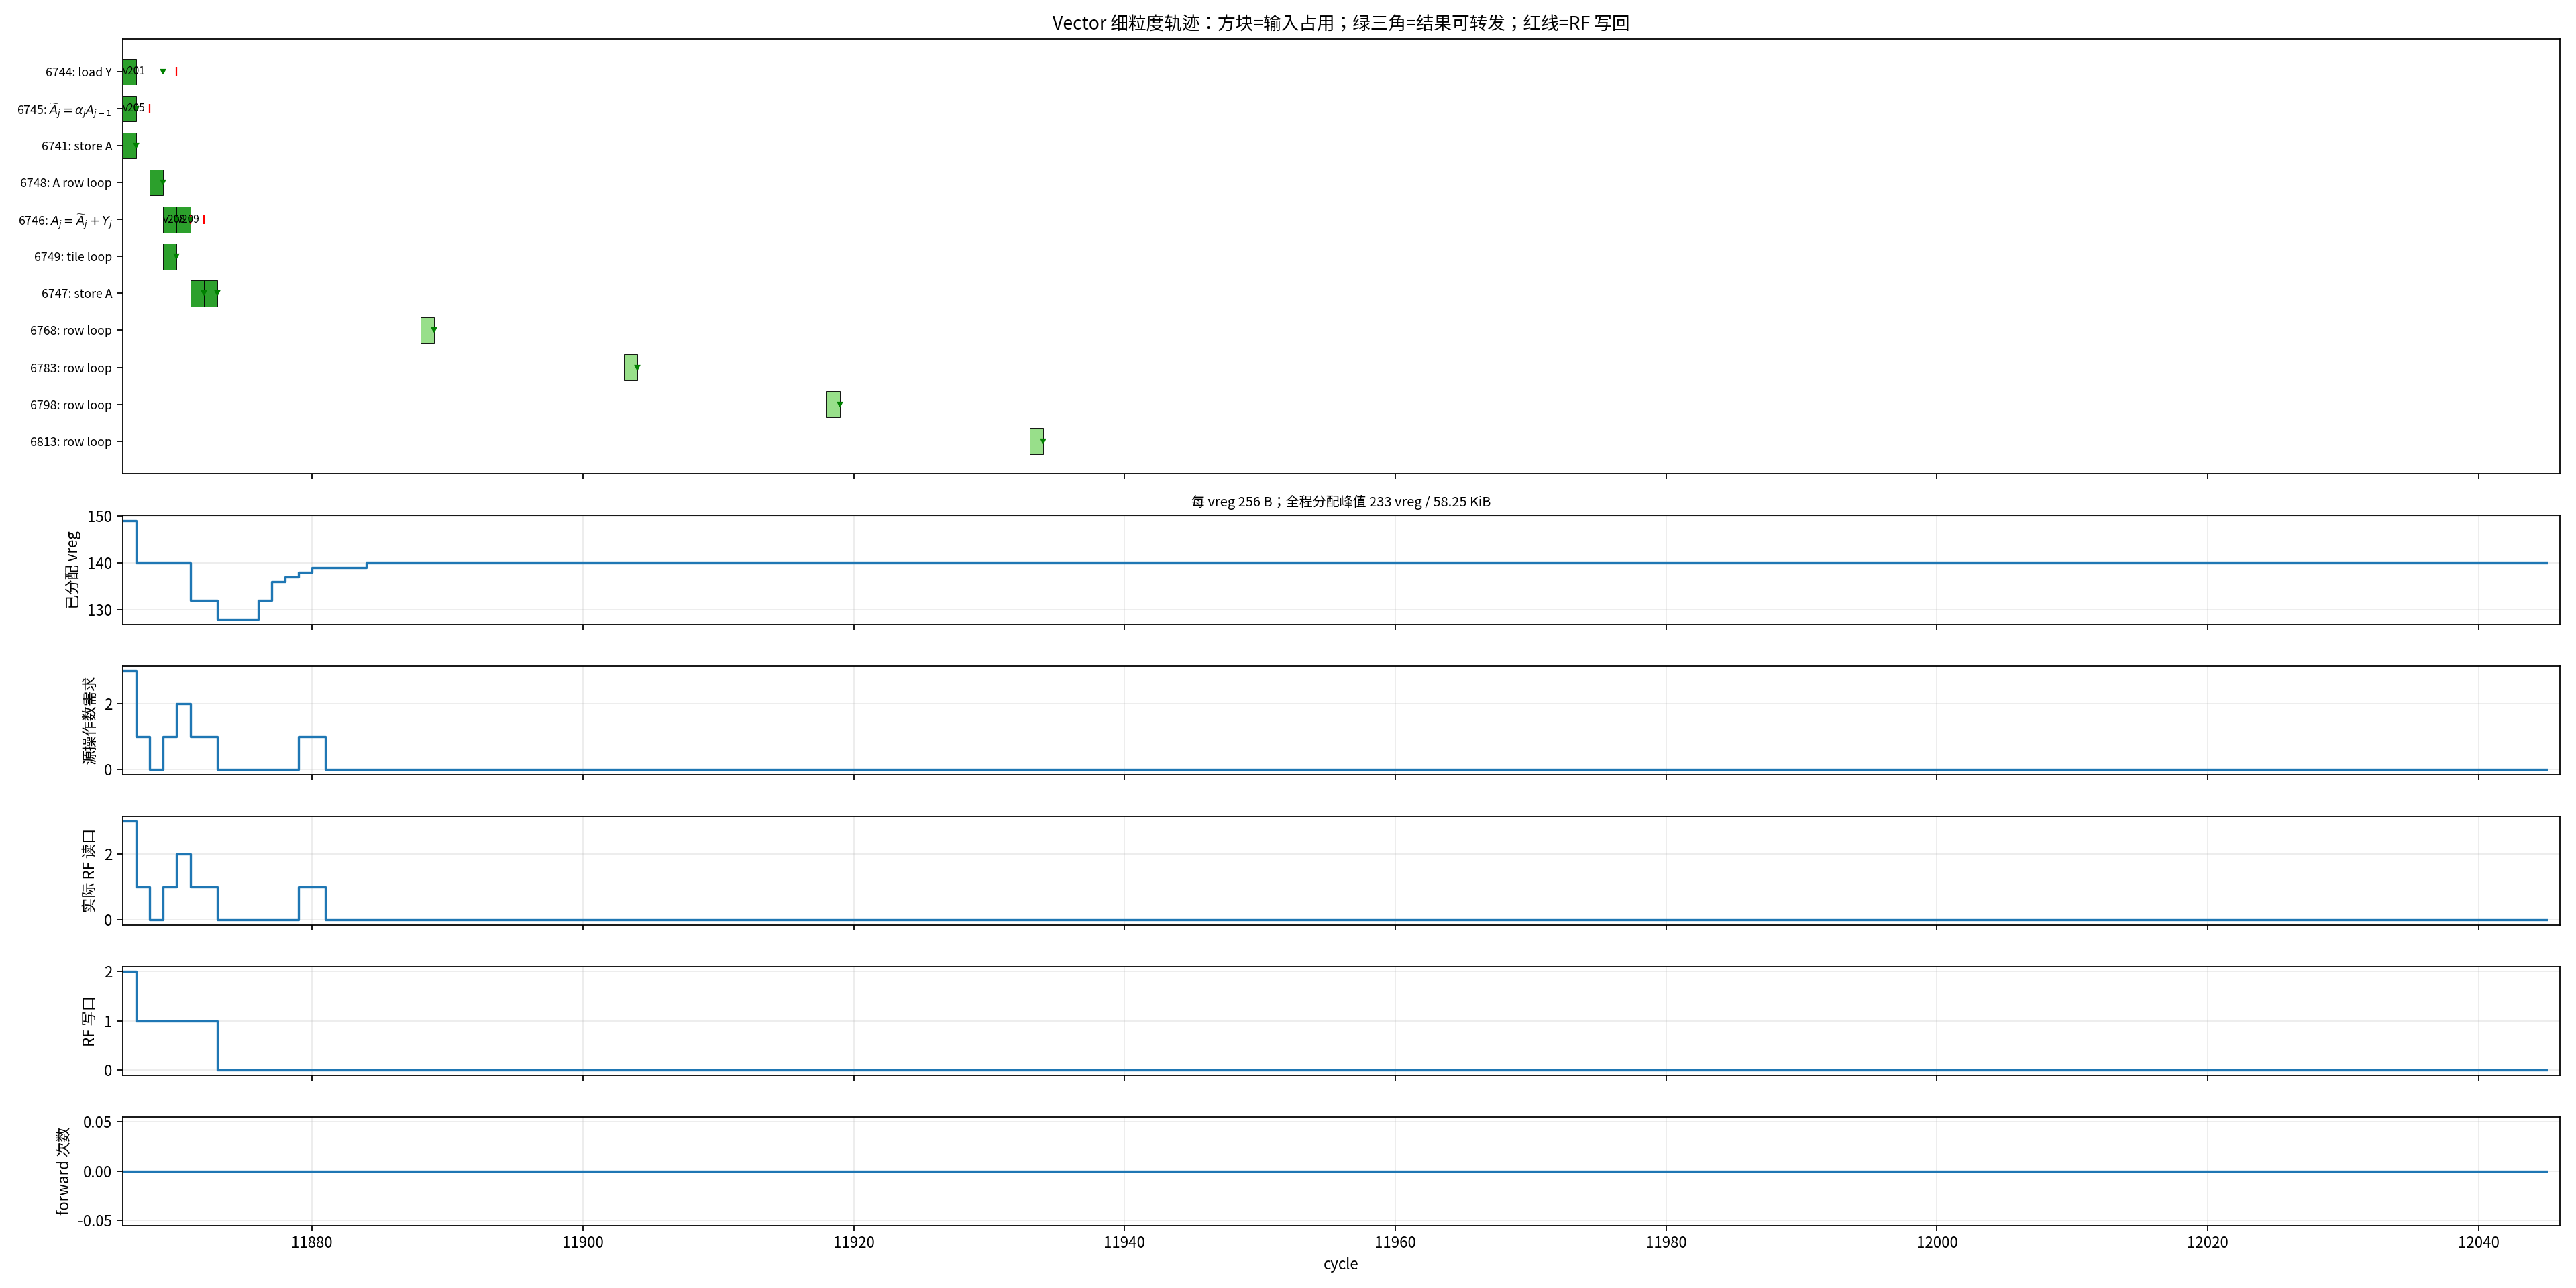 Vector 细粒度轨迹：方块=输入占用；绿三角=结果可转发；红线=RF 写回
6744: load Y
v201
6745: $\widetilde{A}_j = \alpha_j A_{j-1}$
v205
6741: store A
6748: A row loop
6746: $A_j = \widetilde{A}_j + Y_j$
v209
6749: tile loop
6747: store A
6768: row loop
6783: row loop
6798: row loop
6813: row loop
每 vreg 256 B；全程分配峰值 233 vreg / 58.25 KiB
已分配 vreg
150
140
130
源操作数需求
2
0
实际 RF 读口
2
0
RF 写口
2
1
0
forward 次数
0.05
0.00
-0.05
11880 11900 11920 11940 11960 11980 12000 12020 12040
cycle